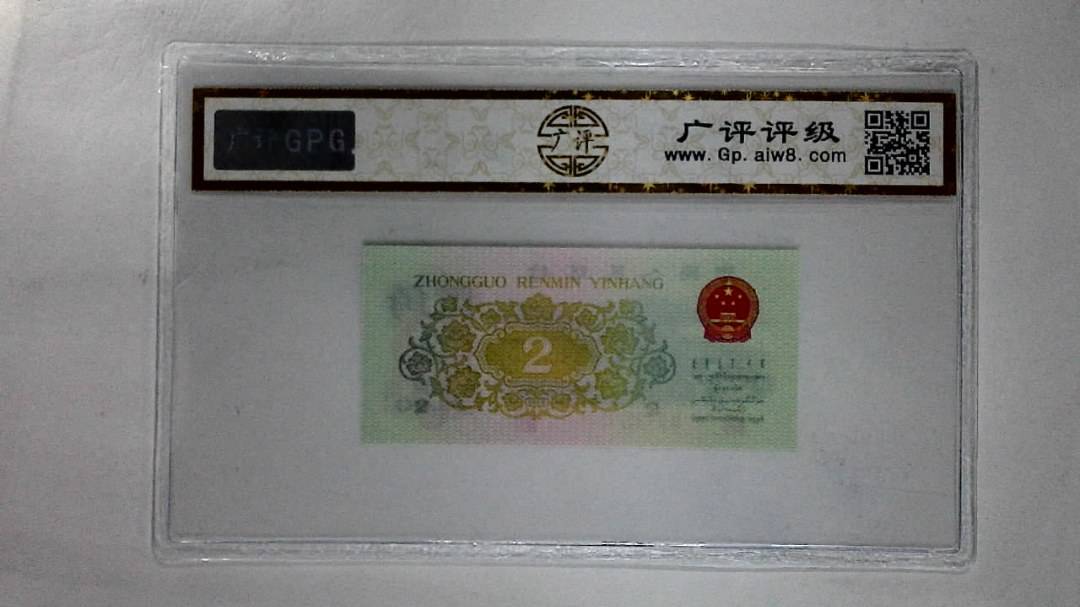 广评GPG
广评
广评评级
www. Gp. aiw8. com
ZHONGGUO RENMIN YINHANG
2
2